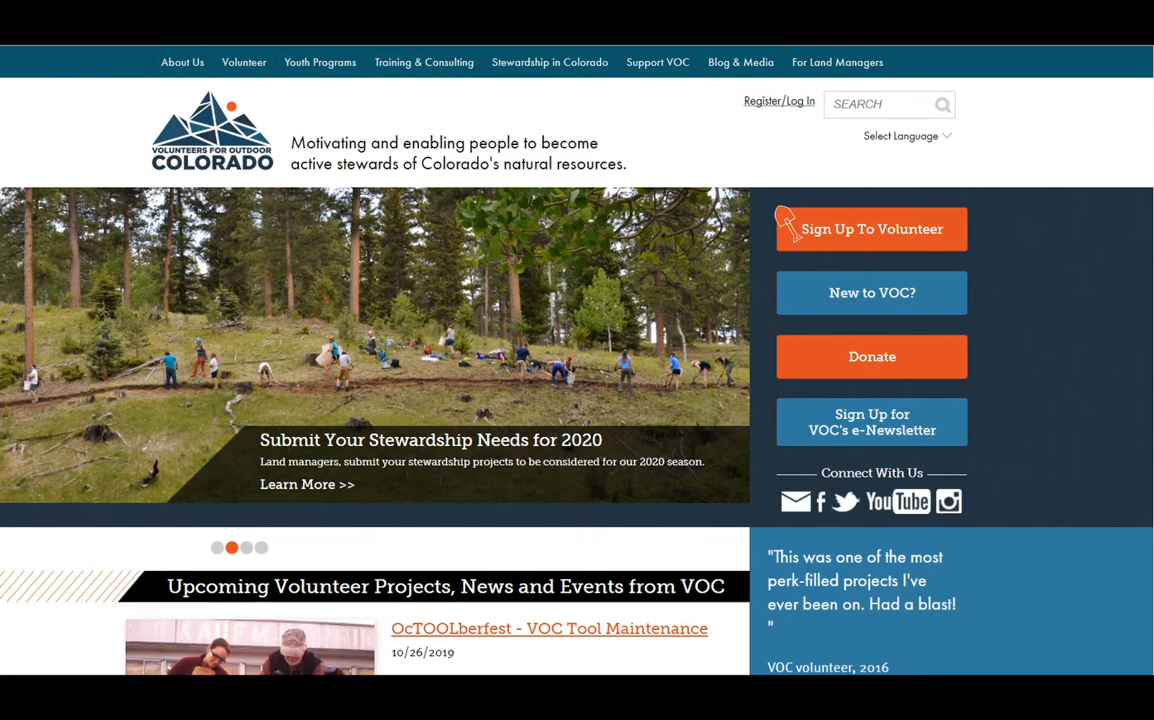 About Us Volunteer Youth Programs Training & Consulting Stewardship in Colorado Support VOC Blog & Media For Land Managers
Register/Log In SEARCH
Select Language
VOLUNTEERS FOR OUTDOOR
COLORADO
Motivating and enabling people to become
active stewards of Colorado's natural resources.
Sign Up To Volunteer
New to VOC?
Donate
Sign Up for
VOC's e-Newsletter
Connect With Us
YouTube
Submit Your Stewardship Needs for 2020
Land managers, submit your stewardship projects to be considered for our 2020 season.
Learn More >>
Upcoming Volunteer Projects, News and Events from VOC
OcTOOLberfest - VOC Tool Maintenance
10/26/2019
"This was one of the most
perk-filled projects I've
ever been on. Had a blast!
"
VOC volunteer, 2016